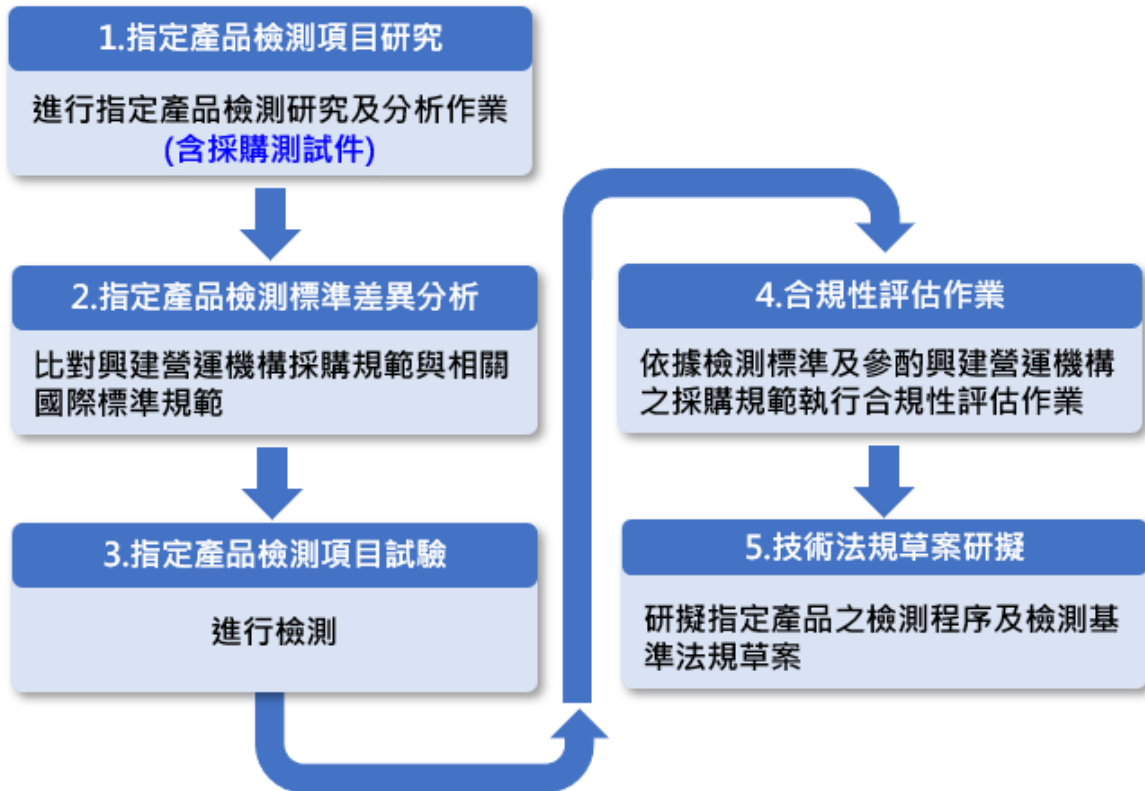 1.指定產品檢測項目研究
進行指定產品檢測研究及分析作業
(含採購測試件)
2.指定產品檢測標準差異分析
比對興建營運機構採購規範與相關
國際標準規範
3.指定產品檢測項目試驗
進行檢測
4.合規性評估作業
依據檢測標準及參酌興建營運機構
之採購規範執行合規性評估作業
5.技術法規草案研擬
研擬指定產品之檢測程序及檢測基
準法規草案